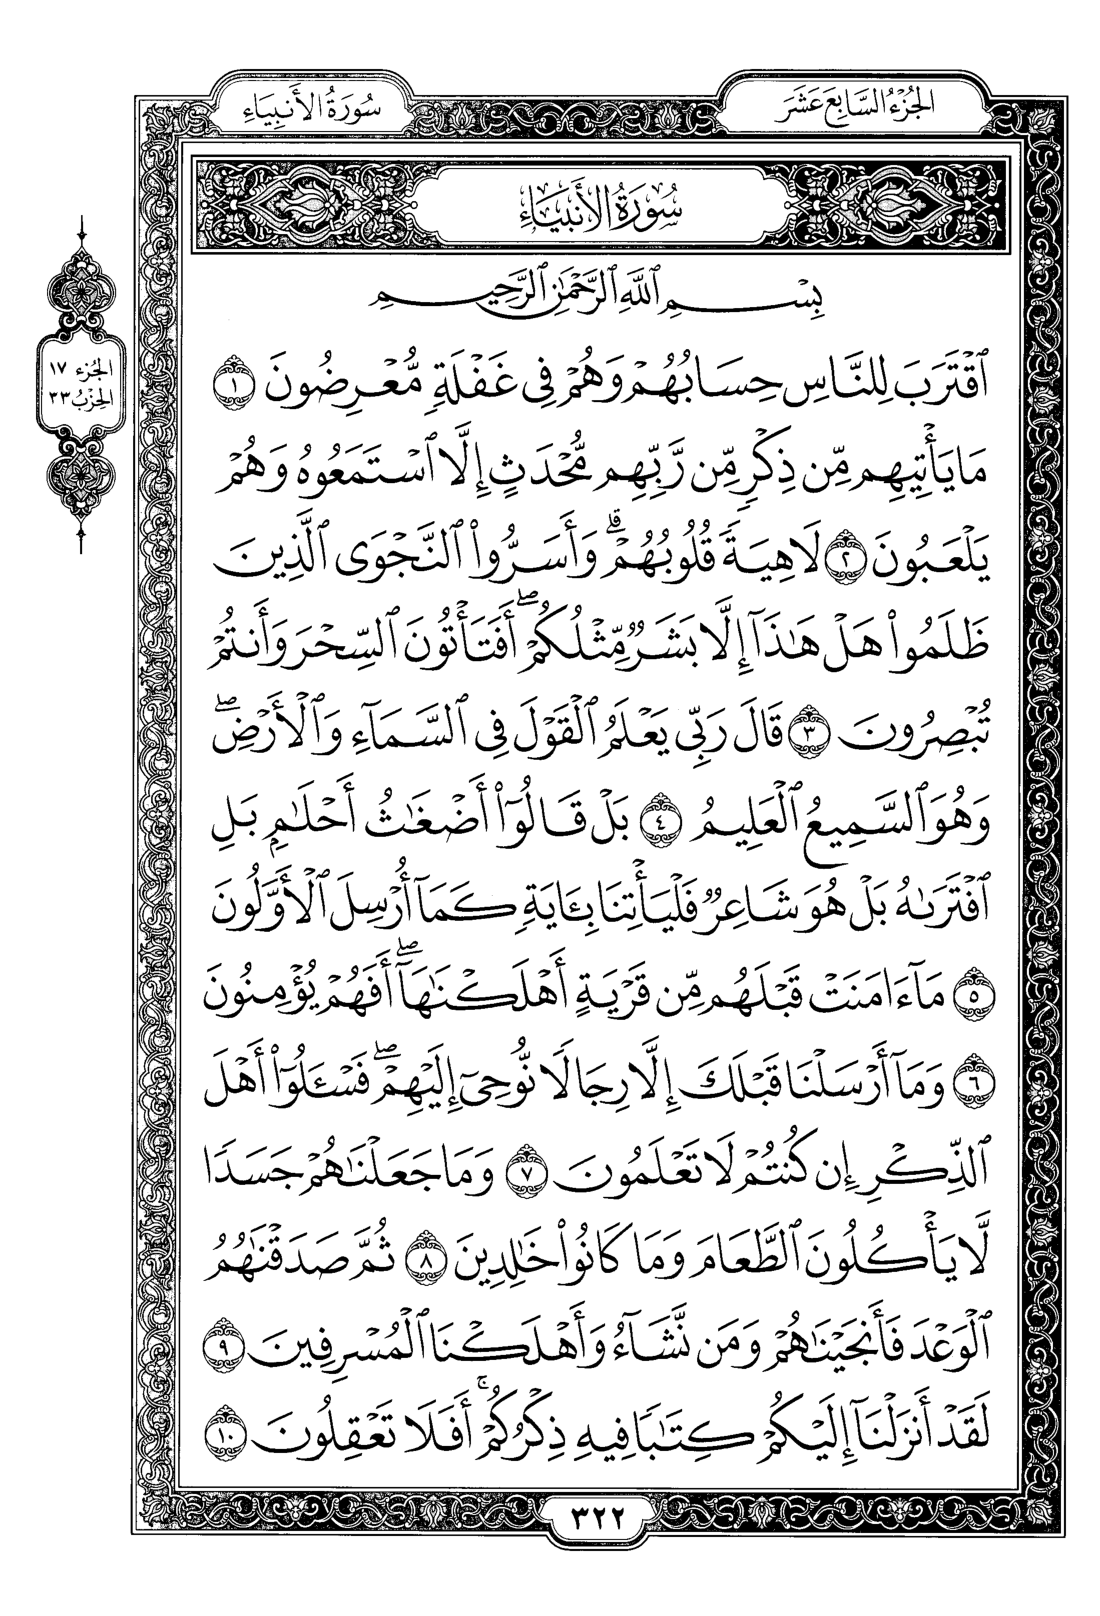 الجُزْءُ السَّابِعَ عَشَرَ
سُورَةُ الأَنبِيَاءِ
سُورَةُ الأَنبِيَاءِ
بِسْمِ ٱللَّهِ ٱلرَّحْمَٰنِ ٱلرَّحِيمِ
الجُزء ١٧
الحِزْبُ ٣٣
ٱقْتَرَبَ لِلنَّاسِ حِسَابُهُمْ وَهُمْ فِى غَفْلَةٍ مُّعْرِضُونَ ١
مَا يَأْتِيهِم مِّن ذِكْرٍ مِّن رَّبِّهِم مُّحْدَثٍ إِلَّا ٱسْتَمَعُوهُ وَهُمْ
يَلْعَبُونَ ٢ لَاهِيَةً قُلُوبُهُمْ ۗ وَأَسَرُّوا۟ ٱلنَّجْوَى ٱلَّذِينَ
ظَلَمُوا۟ هَلْ هَٰذَآ إِلَّا بَشَرٌ مِّثْلُكُمْ ۖ أَفَتَأْتُونَ ٱلسِّحْرَ وَأَنتُمْ
تُبْصِرُونَ ٣ قَالَ رَبِّى يَعْلَمُ ٱلْقَوْلَ فِى ٱلسَّمَآءِ وَٱلْأَرْضِ ۖ
وَهُوَ ٱلسَّمِيعُ ٱلْعَلِيمُ ٤ بَلْ قَالُوٓا۟ أَضْغَٰثُ أَحْلَٰمٍ بَلِ
ٱفْتَرَىٰهُ بَلْ هُوَ شَاعِرٌ فَلْيَأْتِنَا بِـَٔايَةٍ كَمَآ أُرْسِلَ ٱلْأَوَّلُونَ
٥ مَآ ءَامَنَتْ قَبْلَهُم مِّن قَرْيَةٍ أَهْلَكْنَٰهَآ ۖ أَفَهُمْ يُؤْمِنُونَ
٦ وَمَآ أَرْسَلْنَا قَبْلَكَ إِلَّا رِجَالًا نُّوحِىٓ إِلَيْهِمْ ۖ فَسْـَٔلُوٓا۟ أَهْلَ
ٱلذِّكْرِ إِن كُنتُمْ لَا تَعْلَمُونَ ٧ وَمَا جَعَلْنَٰهُمْ جَسَدًا
لَّا يَأْكُلُونَ ٱلطَّعَامَ وَمَا كَانُوا۟ خَٰلِدِينَ ٨ ثُمَّ صَدَقْنَٰهُمُ
ٱلْوَعْدَ فَأَنجَيْنَٰهُمْ وَمَن نَّشَآءُ وَأَهْلَكْنَا ٱلْمُسْرِفِينَ ٩
لَقَدْ أَنزَلْنَآ إِلَيْكُمْ كِتَٰبًا فِيهِ ذِكْرُكُمْ ۚ أَفَلَا تَعْقِلُونَ ١٠
٣٢٢